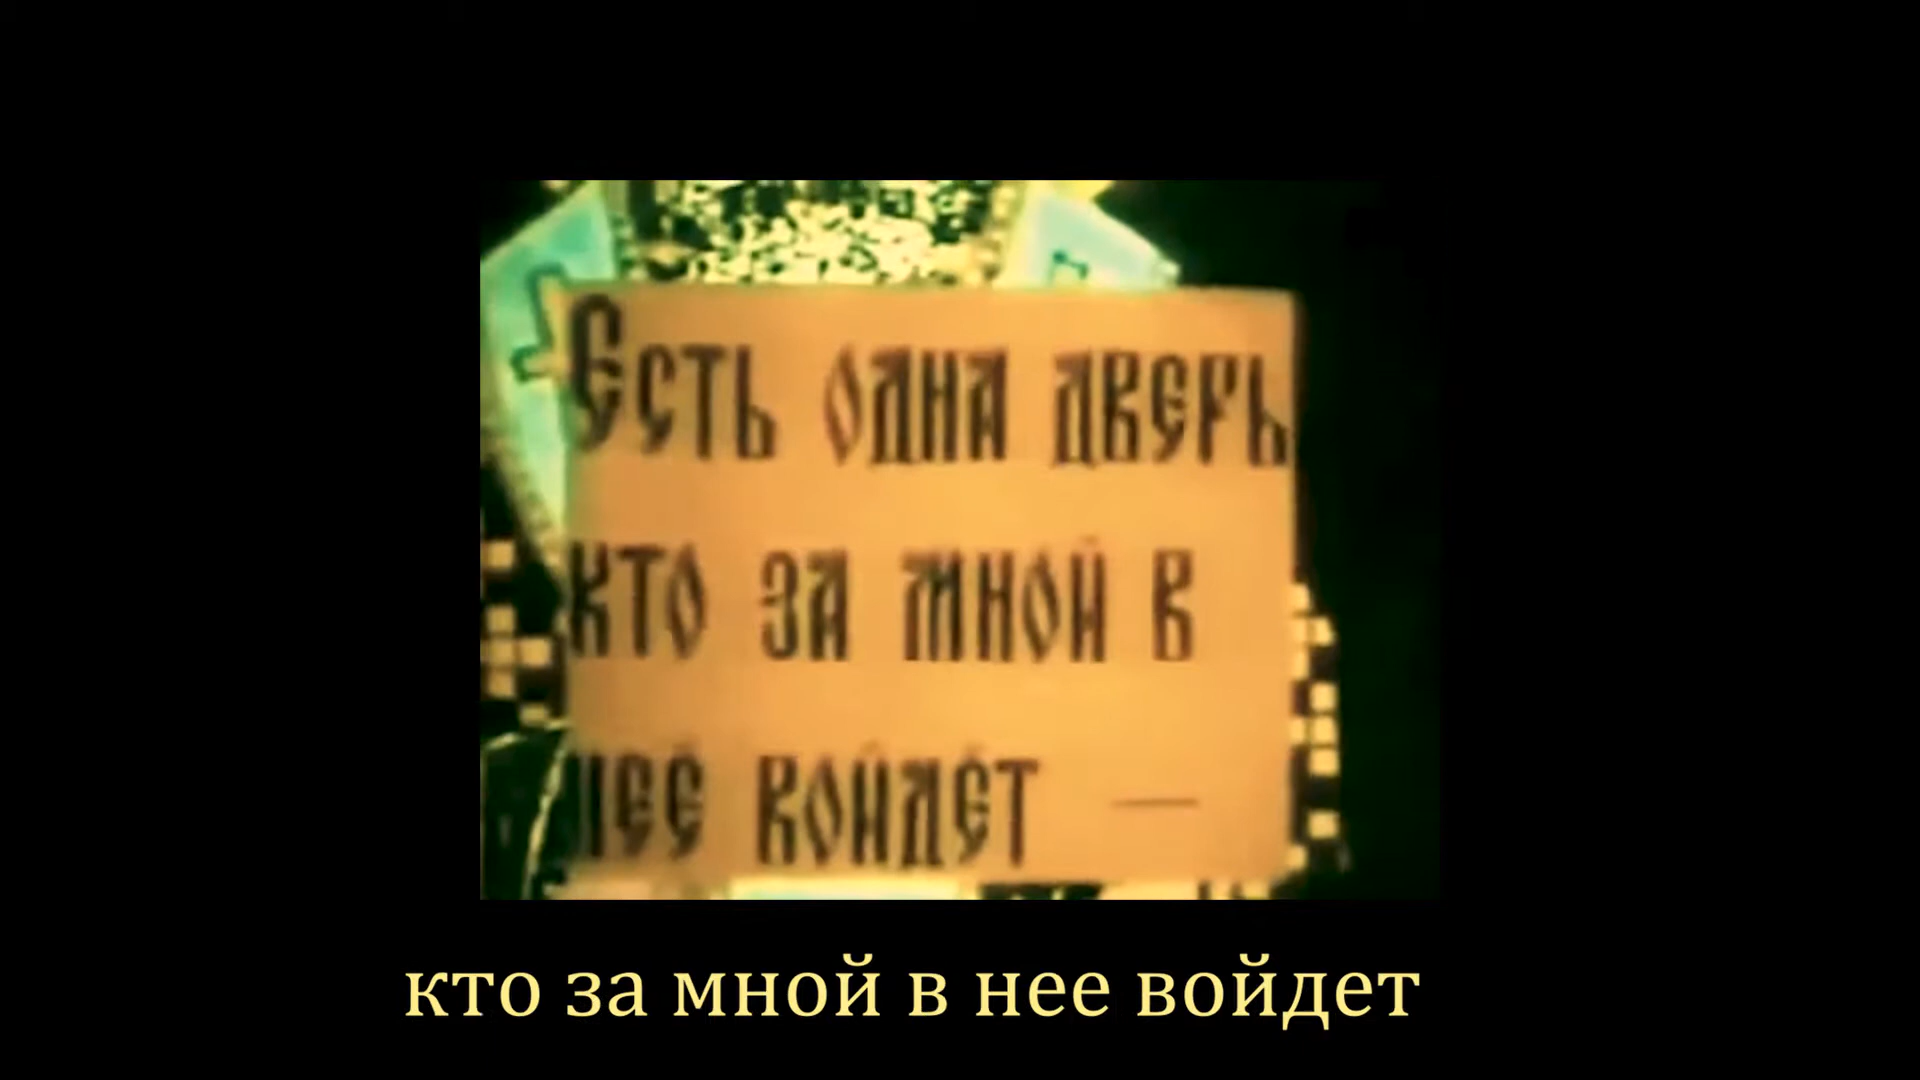 Есть одна дверь
кто за мной в
нее войдет —
кто за мной в нее войдет